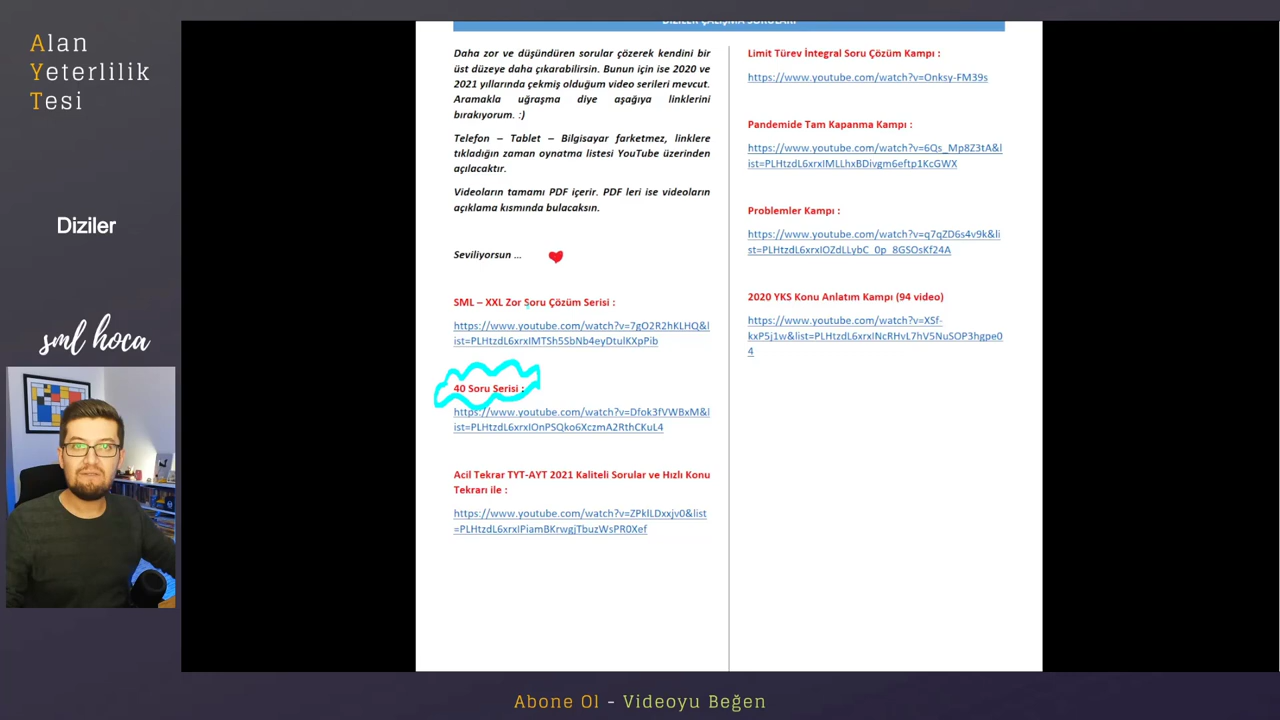 Alan
Yeterlilik
Tesi
Diziler
sml hoca
DİZİLER ÇALIŞMA SORULARI
Daha zor ve düşündüren sorular çözerek kendini bir
üst düzeye daha çıkarabilirsin. Bunun için ise 2020 ve
2021 yıllarında çekmiş olduğum video serileri mevcut.
Aramakla uğraşma diye aşağıya linklerini
bırakıyorum. :)
Telefon – Tablet – Bilgisayar farketmez, linklere
tıkladığın zaman oynatma listesi YouTube üzerinden
açılacaktır.
Videoların tamamı PDF içerir. PDF leri ise videoların
açıklama kısmında bulacaksın.
Seviliyorsun ...
SML – XXL Zor Soru Çözüm Serisi :
https://www.youtube.com/watch?v=7gO2R2hKLHQ&l
ist=PLHtzdL6xrxIMTSh5SbNb4eyDtulKXpPib
40 Soru Serisi :
https://www.youtube.com/watch?v=Dfok3fVWBxM&l
ist=PLHtzdL6xrxIOnPSQko6XczmA2RthCKuL4
Acil Tekrar TYT-AYT 2021 Kaliteli Sorular ve Hızlı Konu
Tekrarı ile :
https://www.youtube.com/watch?v=ZPklLDxxjv0&list
=PLHtzdL6xrxIPiamBKrwgjTbuzWsPR0Xef
Limit Türev İntegral Soru Çözüm Kampı :
https://www.youtube.com/watch?v=Onksy-FM39s
Pandemide Tam Kapanma Kampı :
https://www.youtube.com/watch?v=6Qs_Mp8Z3tA&l
ist=PLHtzdL6xrxIMLLhxBDivgm6eftp1KcGWX
Problemler Kampı :
https://www.youtube.com/watch?v=q7qZD6s4v9k&li
st=PLHtzdL6xrxIOZdLLybC_0p_8GSOsKf24A
2020 YKS Konu Anlatım Kampı (94 video)
https://www.youtube.com/watch?v=XSf-
kxP5j1w&list=PLHtzdL6xrxINcRHvL7hV5NuSOP3hgpe0
4
Abone Ol - Videoyu Beğen